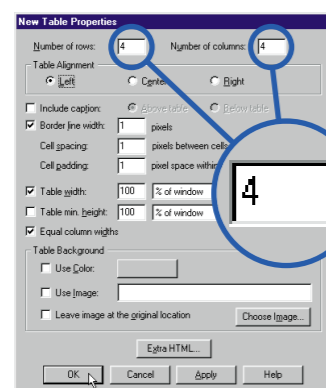 New Table Properties
Number of rows: 4 Number of columns: 4
Table Alignment
Left Center Right
Include caption: Above table Below table
Border line width: 1 pixels
Cell spacing: 1 pixels between cells
Cell padding: 1 pixel space within
4
Table width: 100 % of window
Table min. height: 100 % of window
Equal column widths
Table Background
Use Color:
Use Image:
Leave image at the original location Choose Image...
Extra HTML...
OK Cancel Apply Help